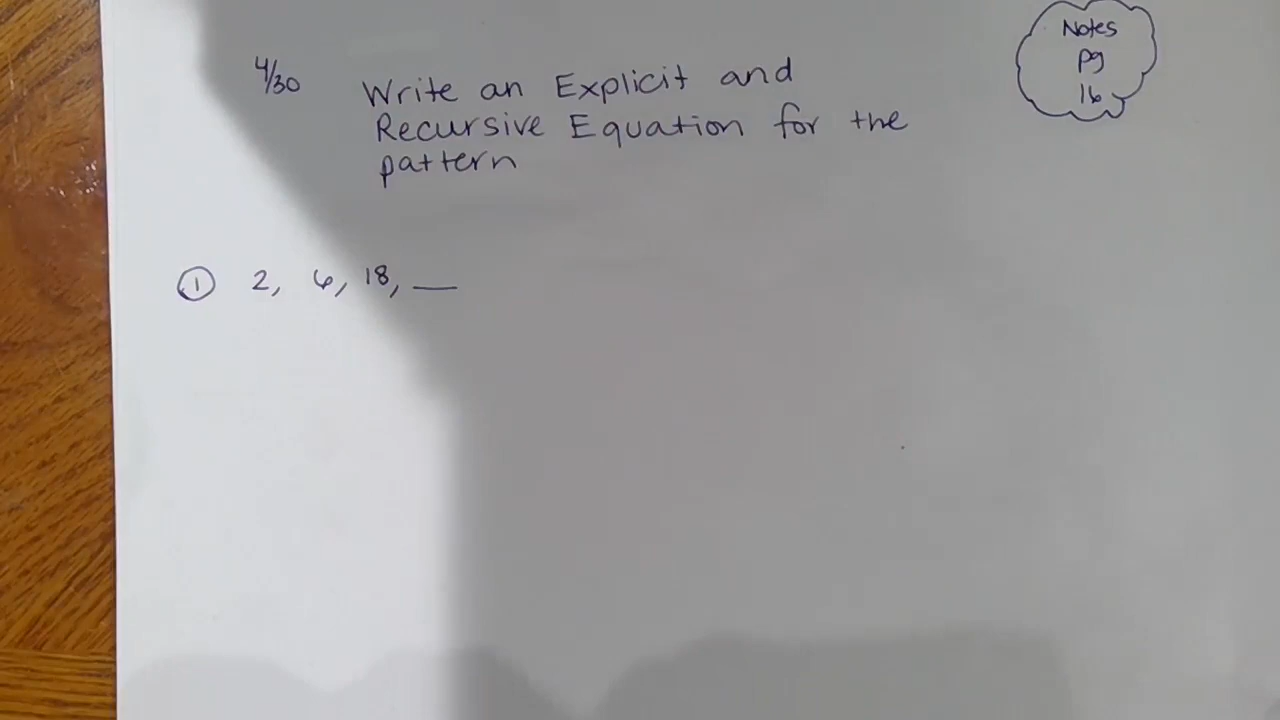 4/30 Write an Explicit and
Recursive Equation for the
pattern
Notes
pg
16
① 2, 6, 18, __